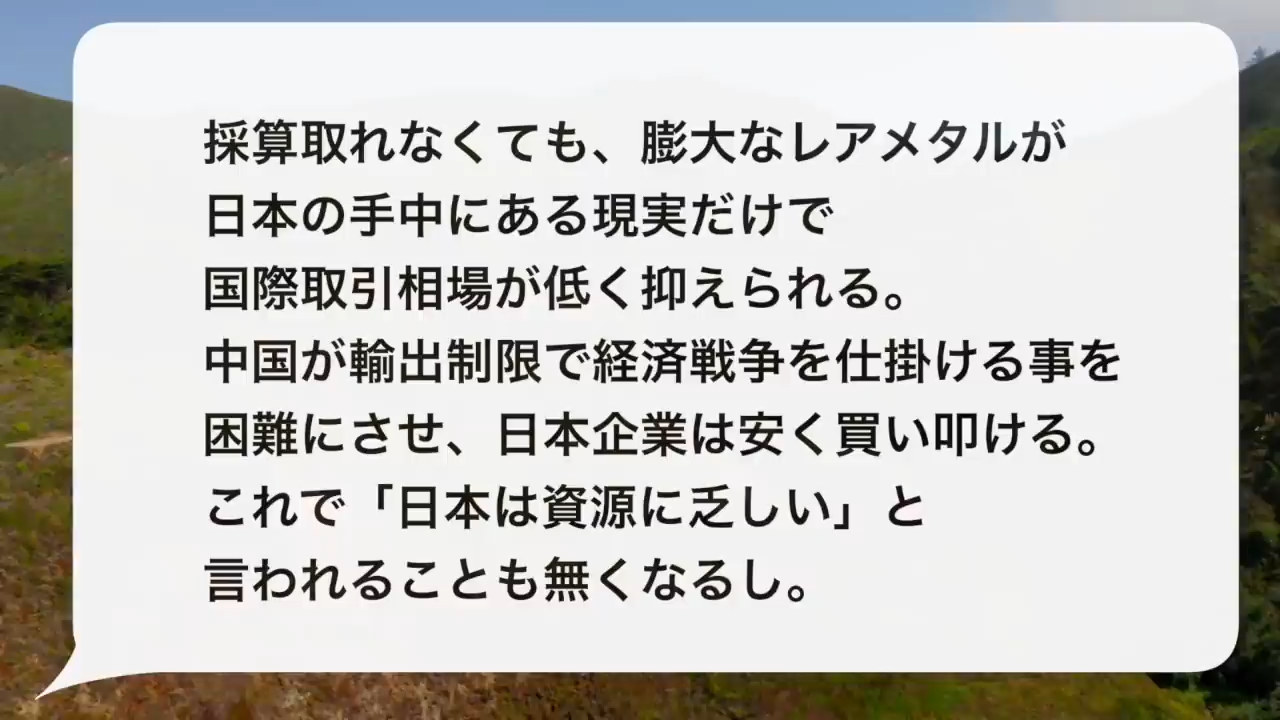 採算取れなくても、膨大なレアメタルが
日本の手中にある現実だけで
国際取引相場が低く抑えられる。
中国が輸出制限で経済戦争を仕掛ける事を
困難にさせ、日本企業は安く買い叩ける。
これで「日本は資源に乏しい」と
言われることも無くなるし。